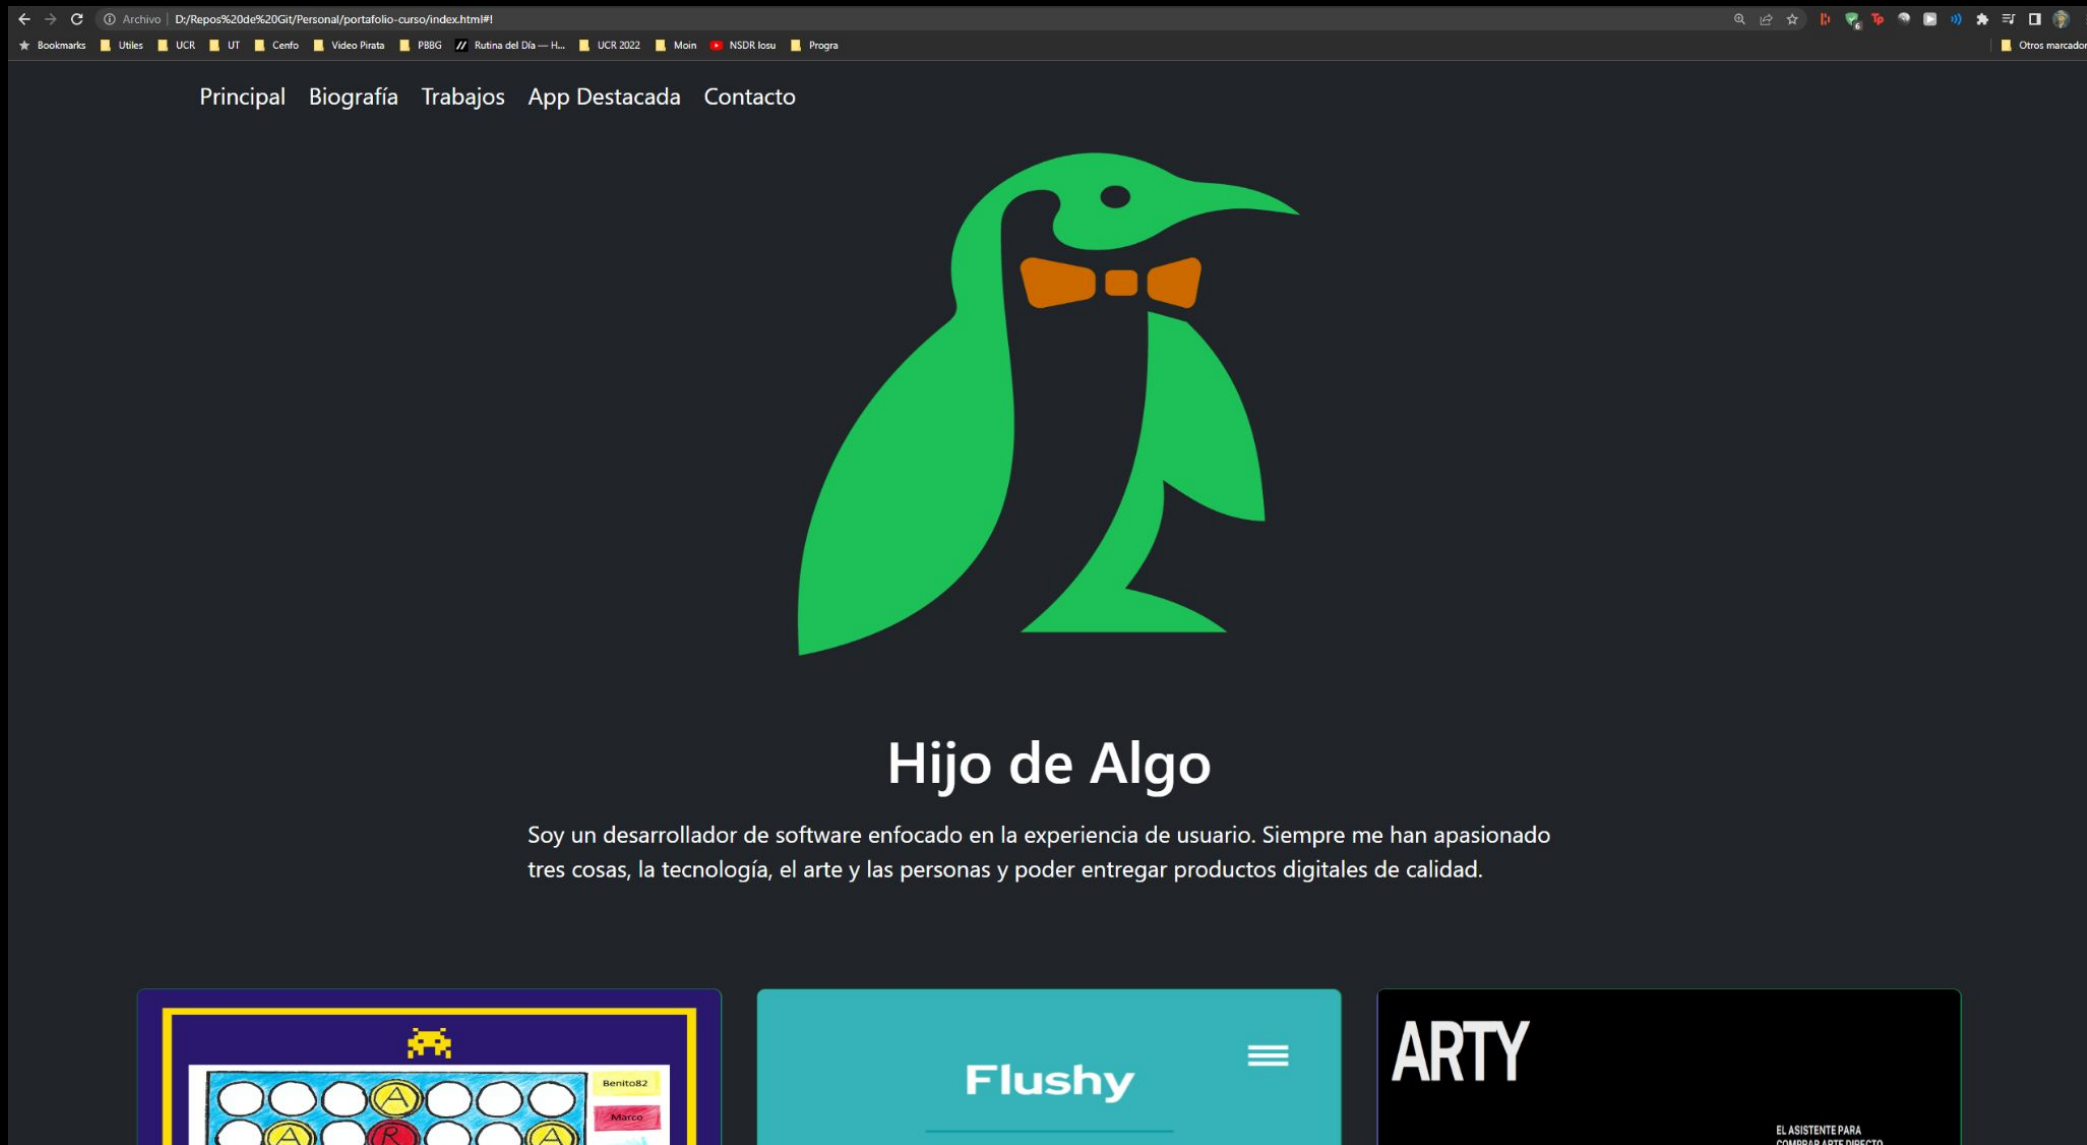 Archivo D:/Repos%20de%20Git/Personal/portafolio-curso/index.html#!
Bookmarks Utiles UCR UT Cenfo Video Pirata PBBG Rutina del Día — H... UCR 2022 Moin NSDR Iosu Progra Otros marcador
Principal Biografía Trabajos App Destacada Contacto
Hijo de Algo
Soy un desarrollador de software enfocado en la experiencia de usuario. Siempre me han apasionado
tres cosas, la tecnología, el arte y las personas y poder entregar productos digitales de calidad.
Benito82
Marco
A
A R A
Flushy
ARTY
EL ASISTENTE PARA
COMPRAR ARTE DIRECTO